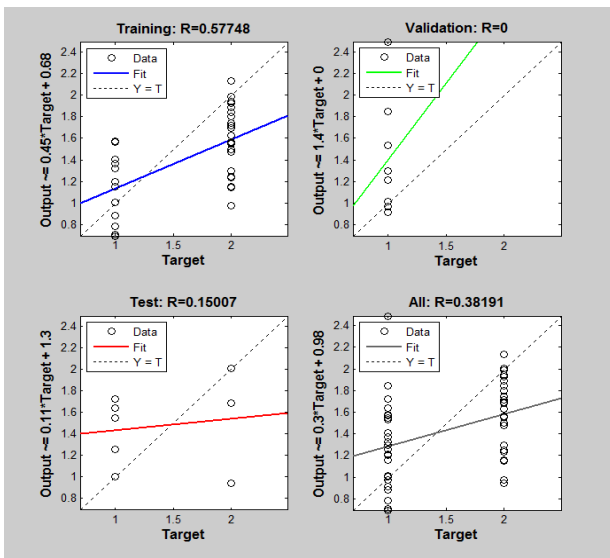 Training: R=0.57748
Output ~= 0.45*Target + 0.68
2.4
2.2
2
1.8
1.6
1.4
1.2
1
0.8
Data
Fit
Y = T
1
1.5
2
Target
Validation: R=0
Output ~= 1.4*Target + 0
2.4
2.2
2
1.8
1.6
1.4
1.2
1
0.8
Data
Fit
Y = T
1
1.5
2
Target
Test: R=0.15007
Output ~= 0.11*Target + 1.3
2.4
2.2
2
1.8
1.6
1.4
1.2
1
0.8
Data
Fit
Y = T
1
1.5
2
Target
All: R=0.38191
Output ~= 0.3*Target + 0.98
2.4
2.2
2
1.8
1.6
1.4
1.2
1
0.8
Data
Fit
Y = T
1
1.5
2
Target